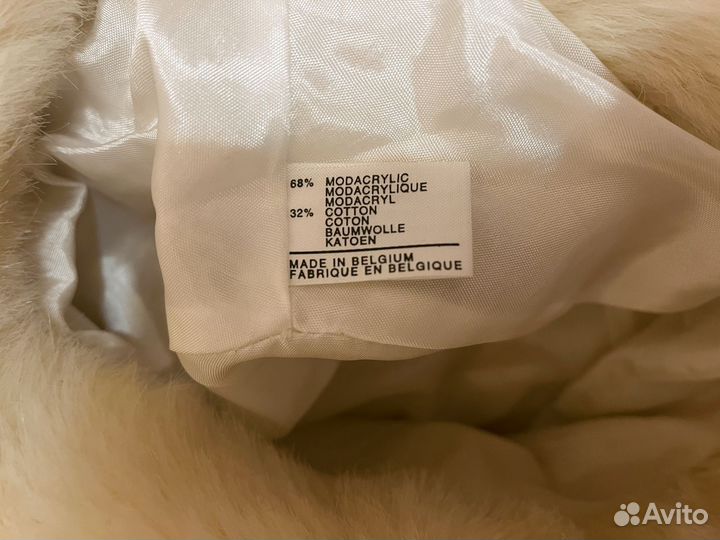 68% MODACRYLIC
MODACRYLIQUE
MODACRYL
32% COTTON
COTON
BAUMWOLLE
KATOEN
MADE IN BELGIUM
FABRIQUE EN BELGIQUE
Avito